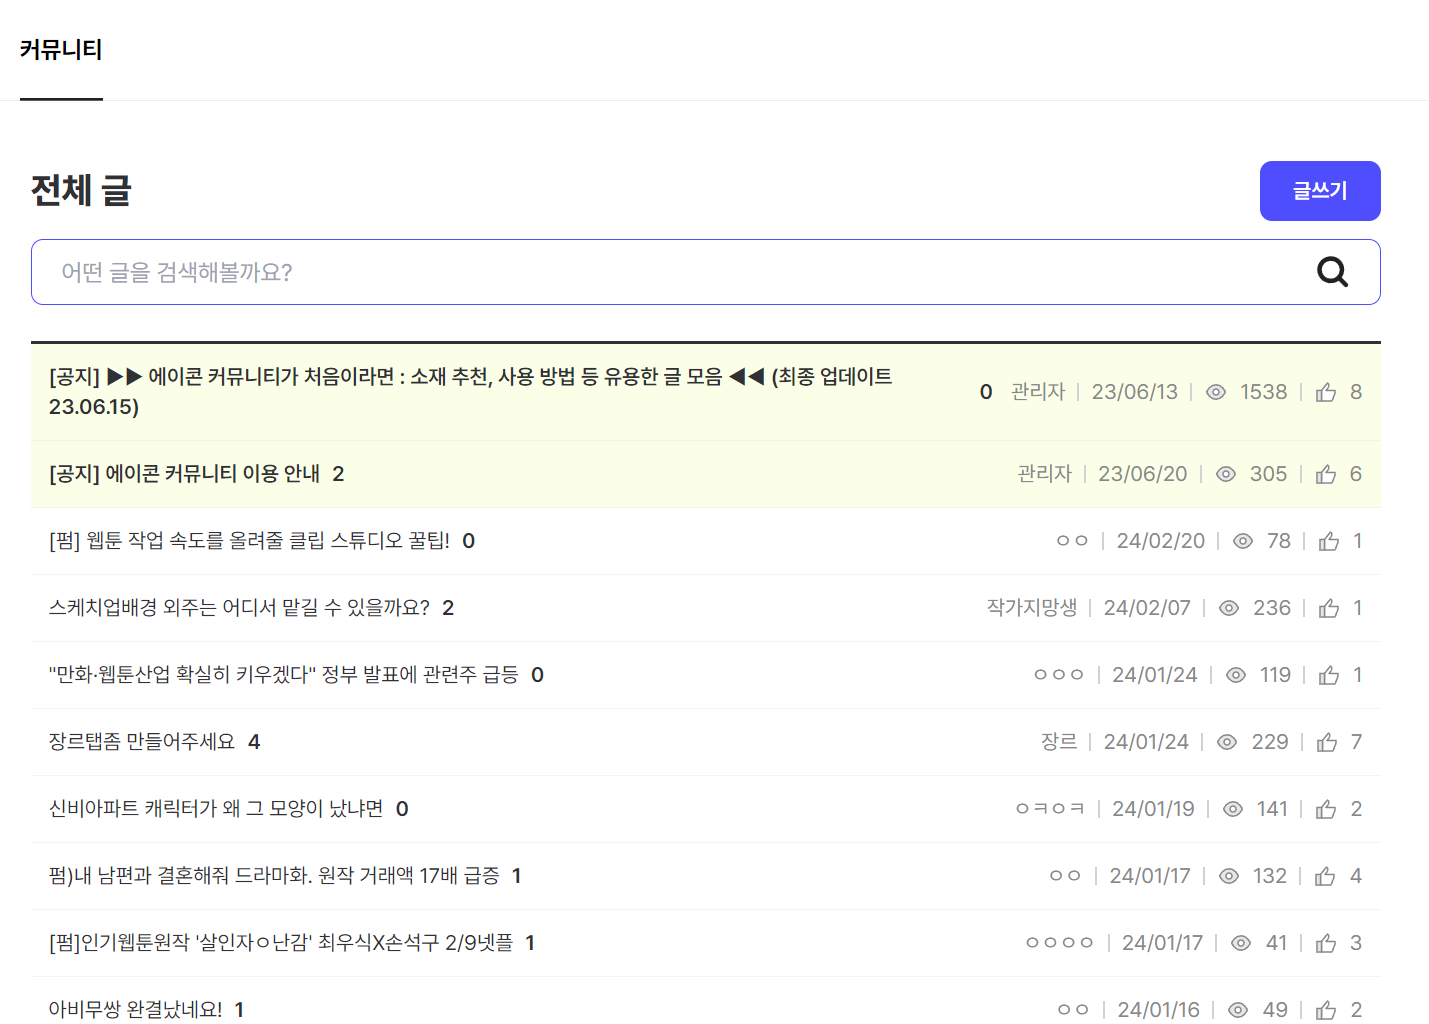 커뮤니티
전체 글
글쓰기
어떤 글을 검색해볼까요?
[공지] ▶▶ 에이콘 커뮤니티가 처음이라면 : 소재 추천, 사용 방법 등 유용한 글 모음 ◀◀ (최종 업데이트
23.06.15)
0 관리자 | 23/06/13 | 1538 | 8
[공지] 에이콘 커뮤니티 이용 안내 2 관리자 | 23/06/20 | 305 | 6
[펌] 웹툰 작업 속도를 올려줄 클립 스튜디오 꿀팁! 0 ㅇㅇ | 24/02/20 | 78 | 1
스케치업배경 외주는 어디서 맡길 수 있을까요? 2 작가지망생 | 24/02/07 | 236 | 1
"만화·웹툰산업 확실히 키우겠다" 정부 발표에 관련주 급등 0 ㅇㅇㅇ | 24/01/24 | 119 | 1
장르탭좀 만들어주세요 4 장르 | 24/01/24 | 229 | 7
신비아파트 캐릭터가 왜 그 모양이 났냐면 0 ㅇㅋㅇㅋ | 24/01/19 | 141 | 2
펌)내 남편과 결혼해줘 드라마화. 원작 거래액 17배 급증 1 ㅇㅇ | 24/01/17 | 132 | 4
[펌]인기웹툰원작 '살인자ㅇ난감' 최우식X손석구 2/9넷플 1 ㅇㅇㅇㅇ | 24/01/17 | 41 | 3
아비무쌍 완결났네요! 1 ㅇㅇ | 24/01/16 | 49 | 2